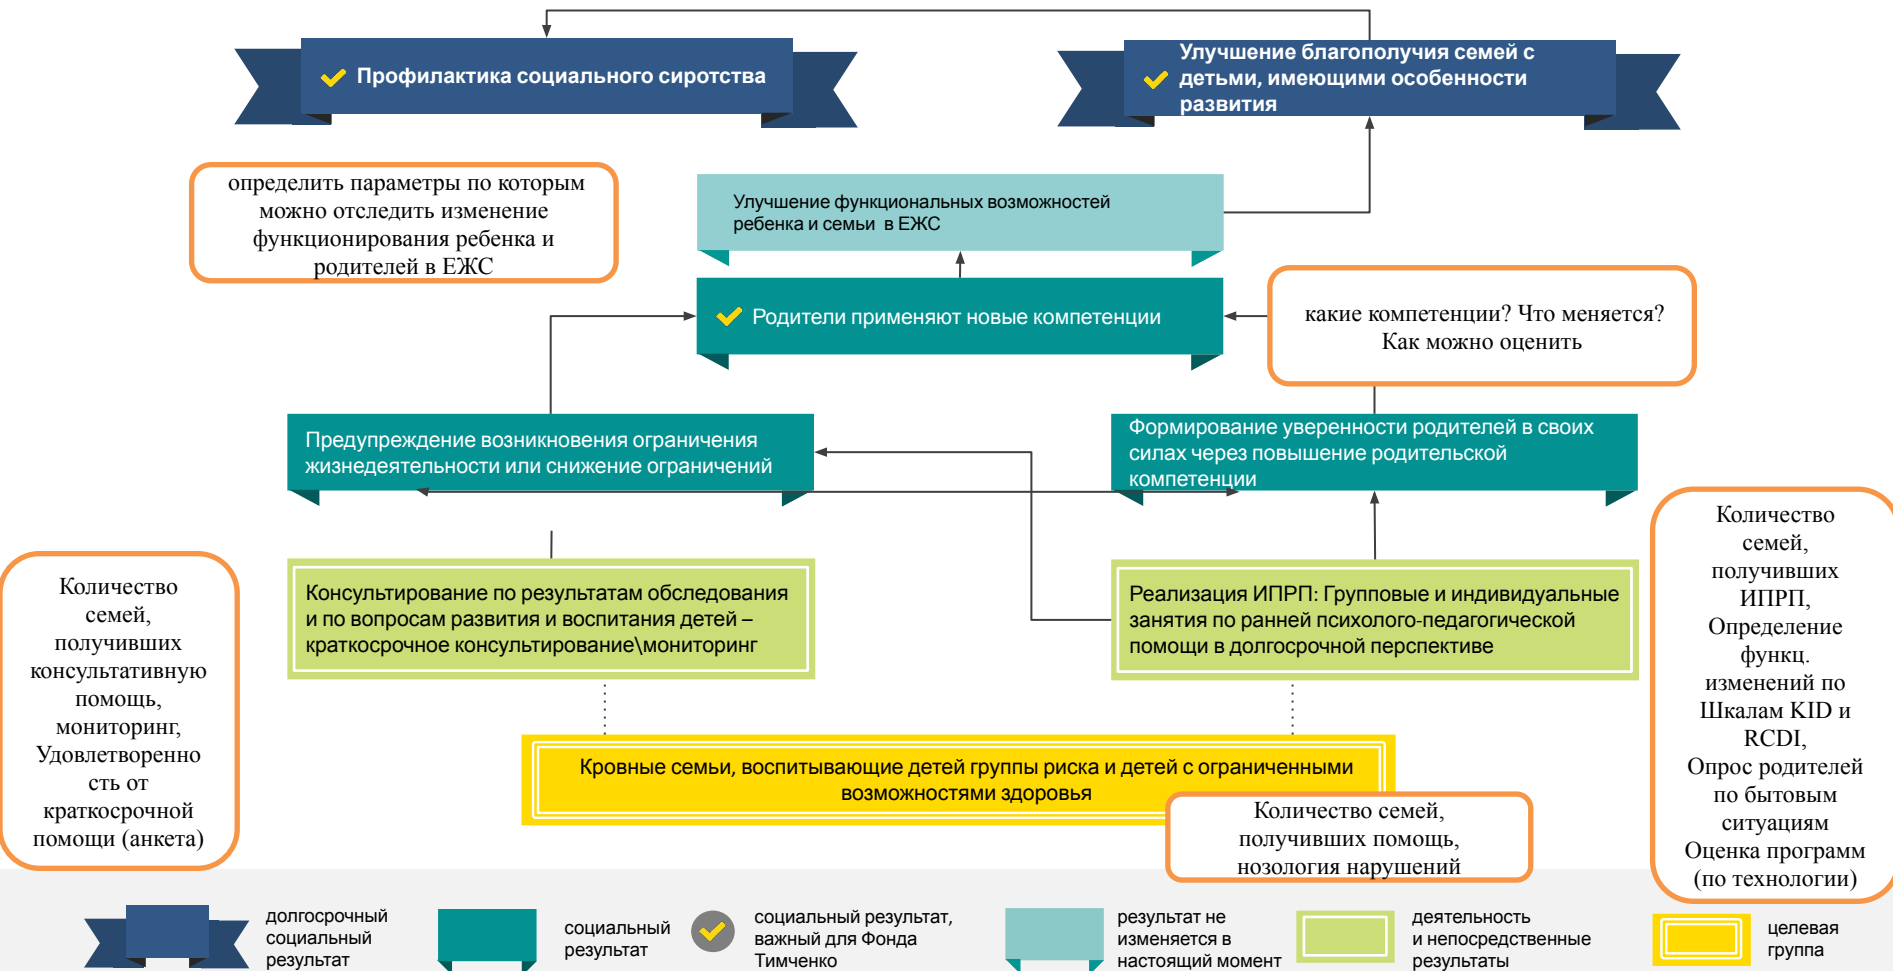 Профилактика социального сиротства
Улучшение благополучия семей с
детьми, имеющими особенности
развития
определить параметры по которым
можно отследить изменение
функционирования ребенка и
родителей в ЕЖС
Улучшение функциональных возможностей
ребенка и семьи в ЕЖС
Родители применяют новые компетенции
какие компетенции? Что меняется?
Как можно оценить
Предупреждение возникновения ограничения
жизнедеятельности или снижение ограничений
Формирование уверенности родителей в своих
силах через повышение родительской
компетенции
Количество
семей,
получивших
консультативную
помощь,
мониторинг,
Удовлетворенно
сть от
краткосрочной
помощи (анкета)
Консультирование по результатам обследования
и по вопросам развития и воспитания детей –
краткосрочное консультирование\мониторинг
Реализация ИПРП: Групповые и индивидуальные
занятия по ранней психолого-педагогической
помощи в долгосрочной перспективе
Количество
семей,
получивших
ИПРП,
Определение
функц.
изменений по
Шкалам KID и
RCDI,
Опрос родителей
по бытовым
ситуациям
Оценка программ
(по технологии)
Кровные семьи, воспитывающие детей группы риска и детей с ограниченными
возможностями здоровья
Количество семей,
получивших помощь,
нозология нарушений
долгосрочный
социальный
результат
социальный
результат
социальный результат,
важный для Фонда
Тимченко
результат не
изменяется в
настоящий момент
деятельность
и непосредственные
результаты
целевая
группа